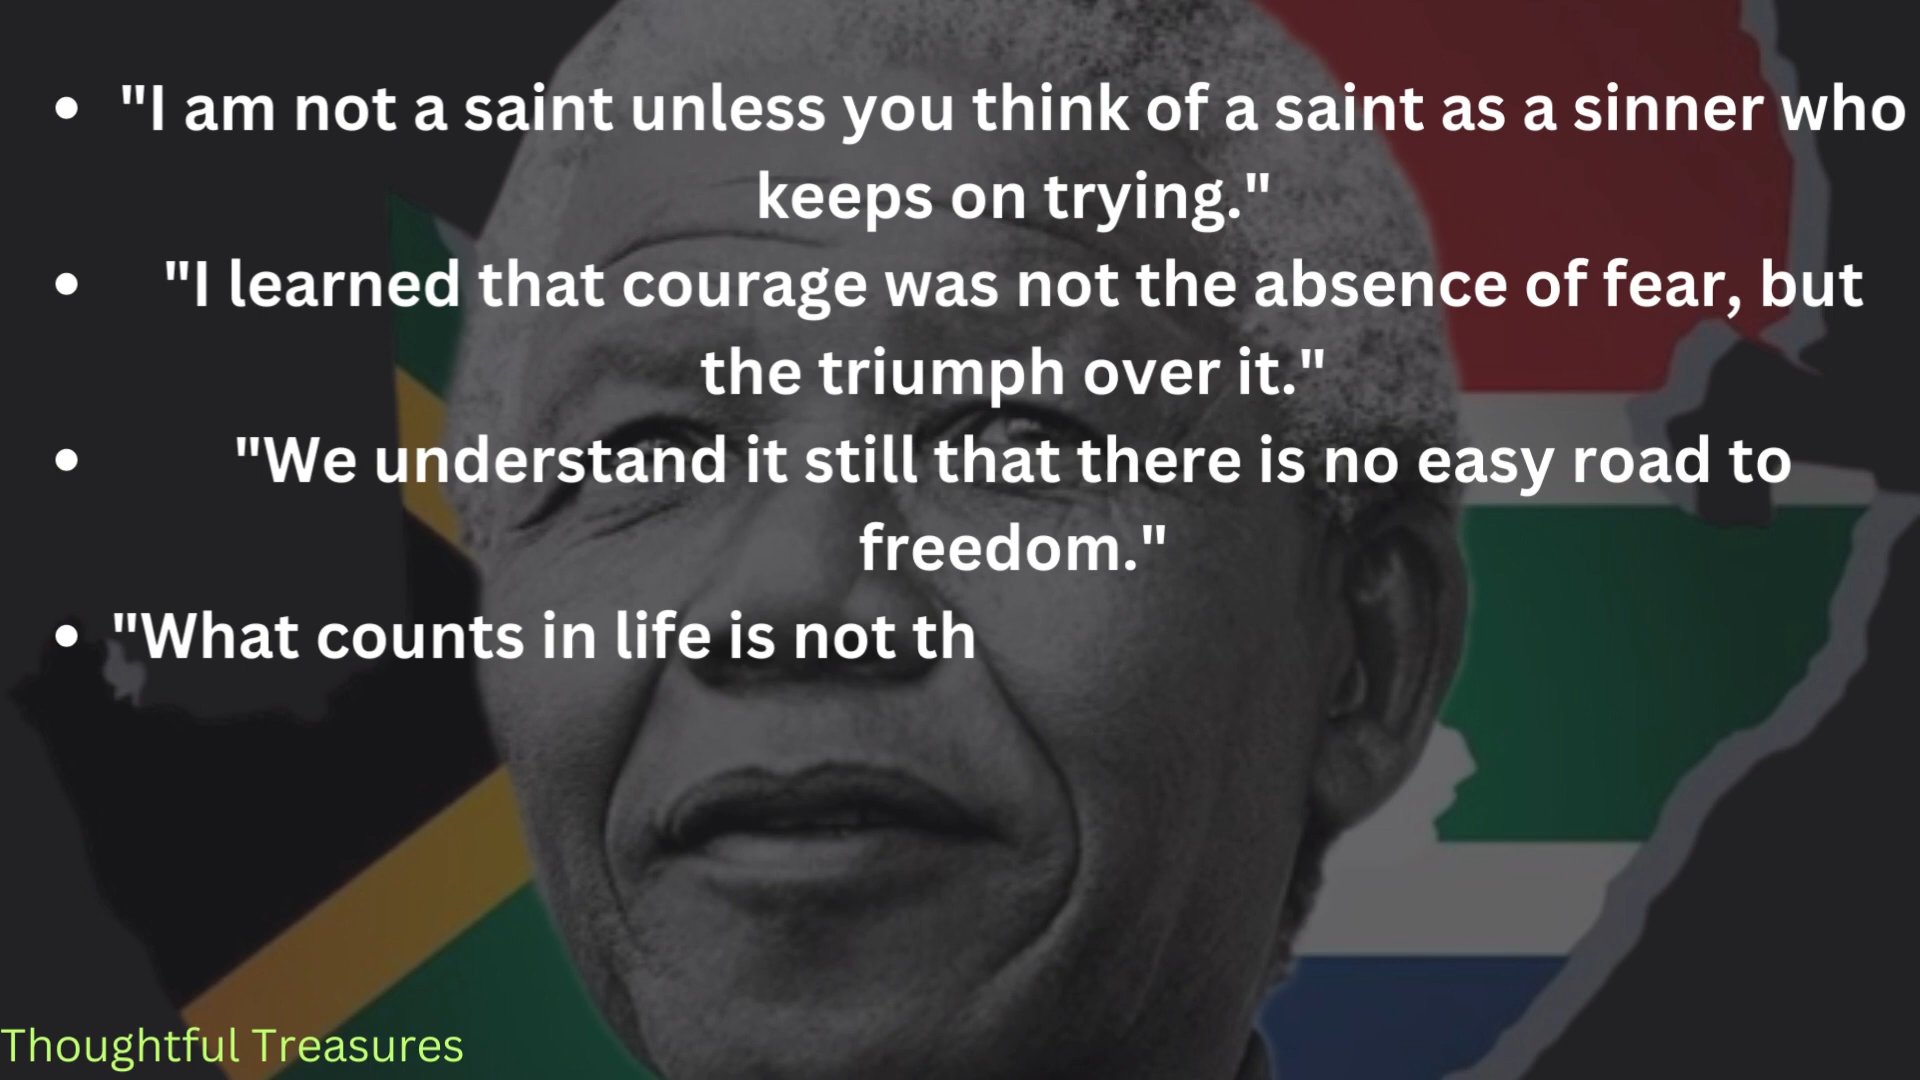 • "I am not a saint unless you think of a saint as a sinner who
keeps on trying."
• "I learned that courage was not the absence of fear, but
the triumph over it."
• "We understand it still that there is no easy road to
freedom."
• "What counts in life is not th
Thoughtful Treasures